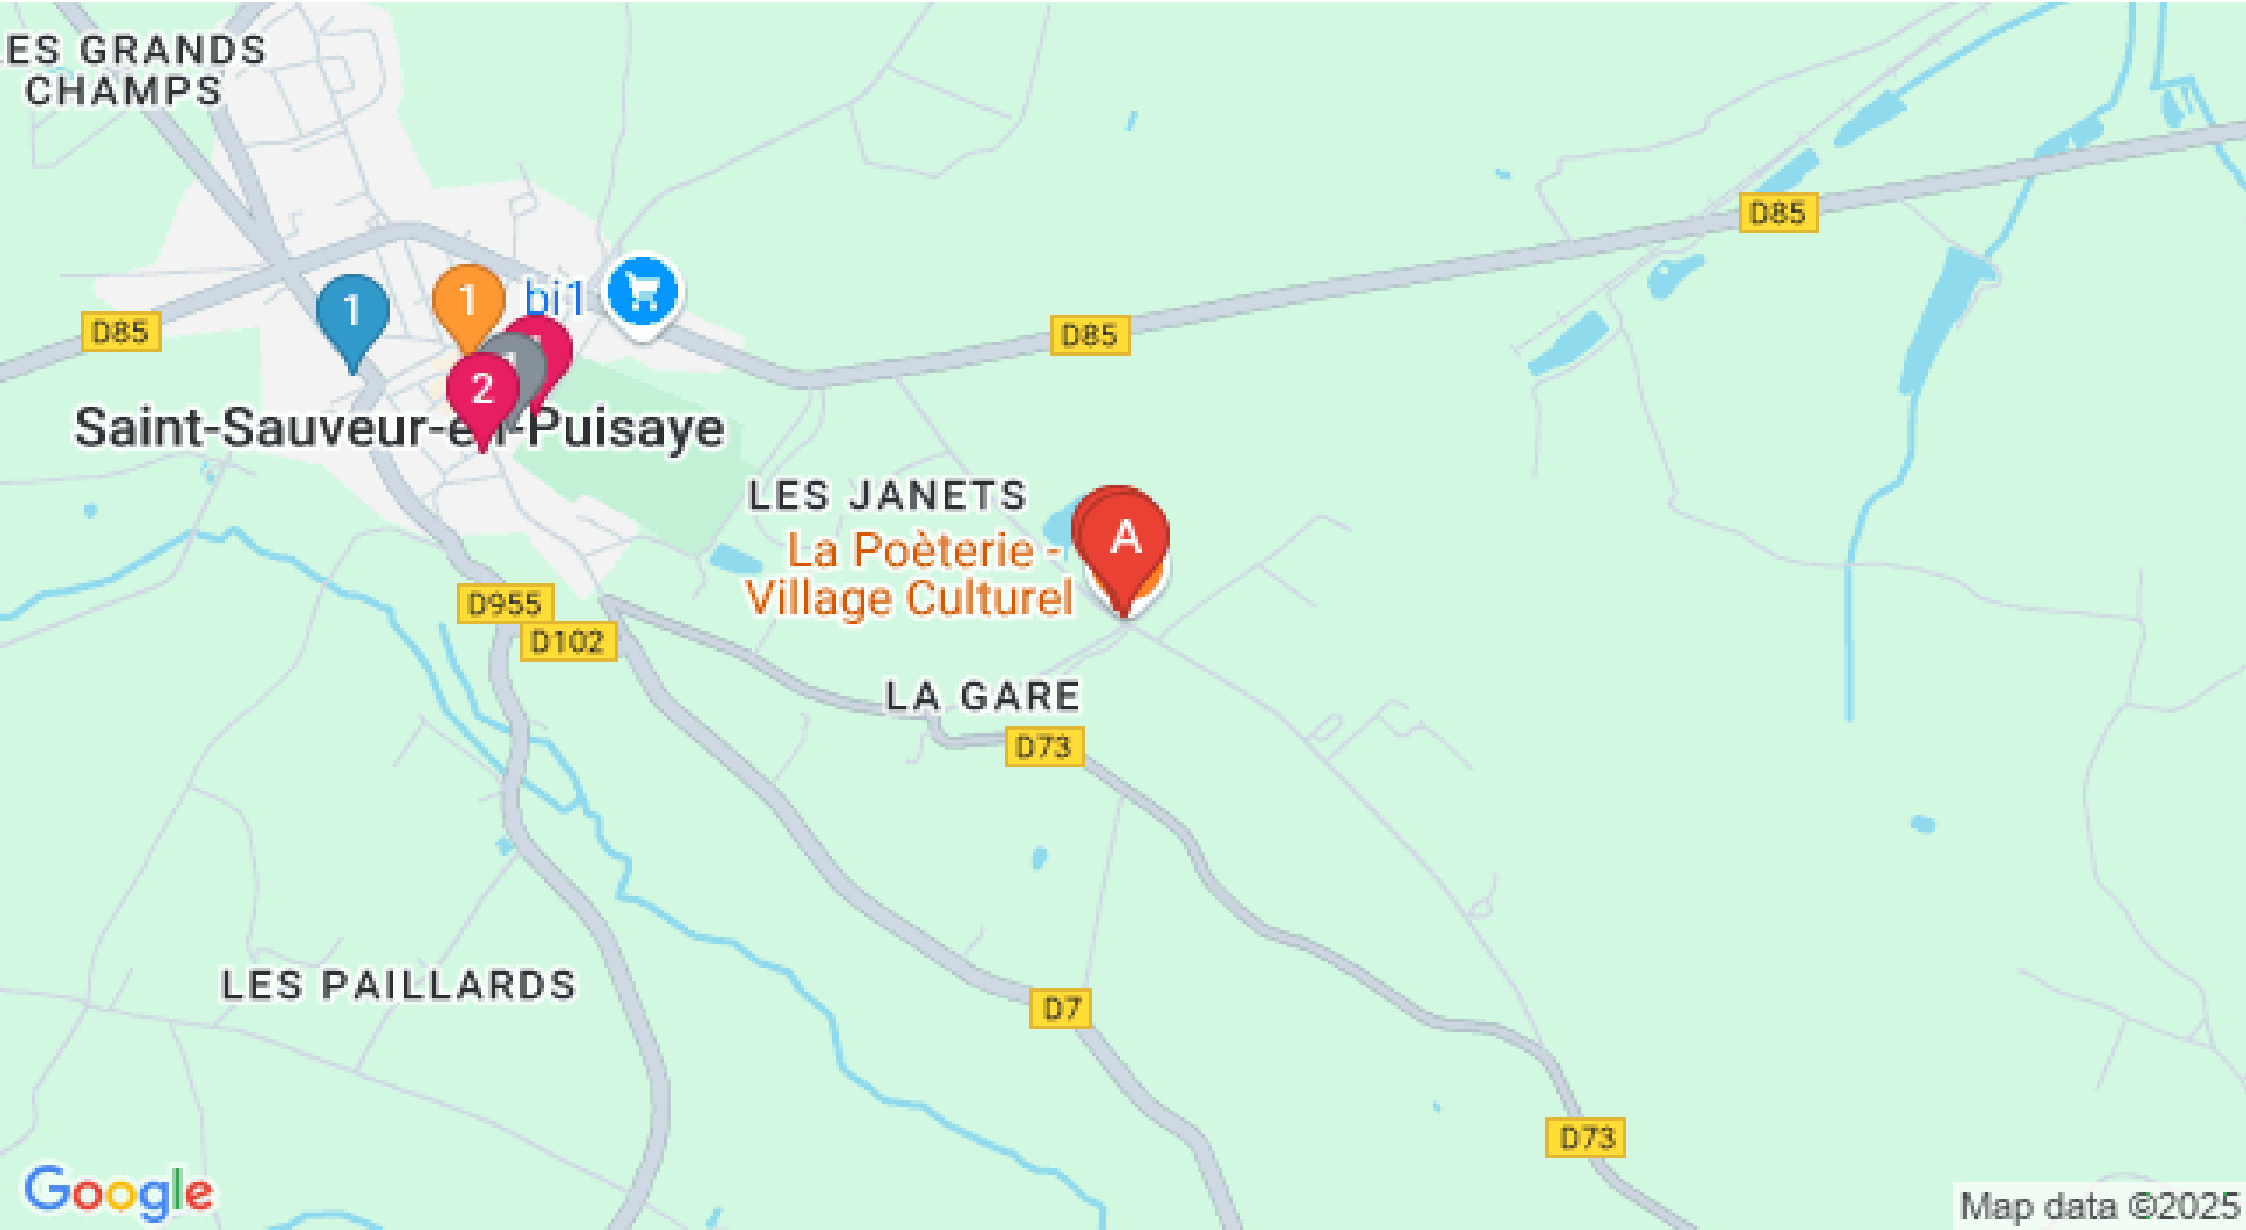 ES GRANDS
CHAMPS
D85
1
1
bi1
D85
D85
1
2
Saint-Sauveur-en-Puisaye
LES JANETS
La Poèterie -
Village Culturel
A
D955
D102
LA GARE
D73
LES PAILLARDS
D7
D73
Google
Map data ©2025